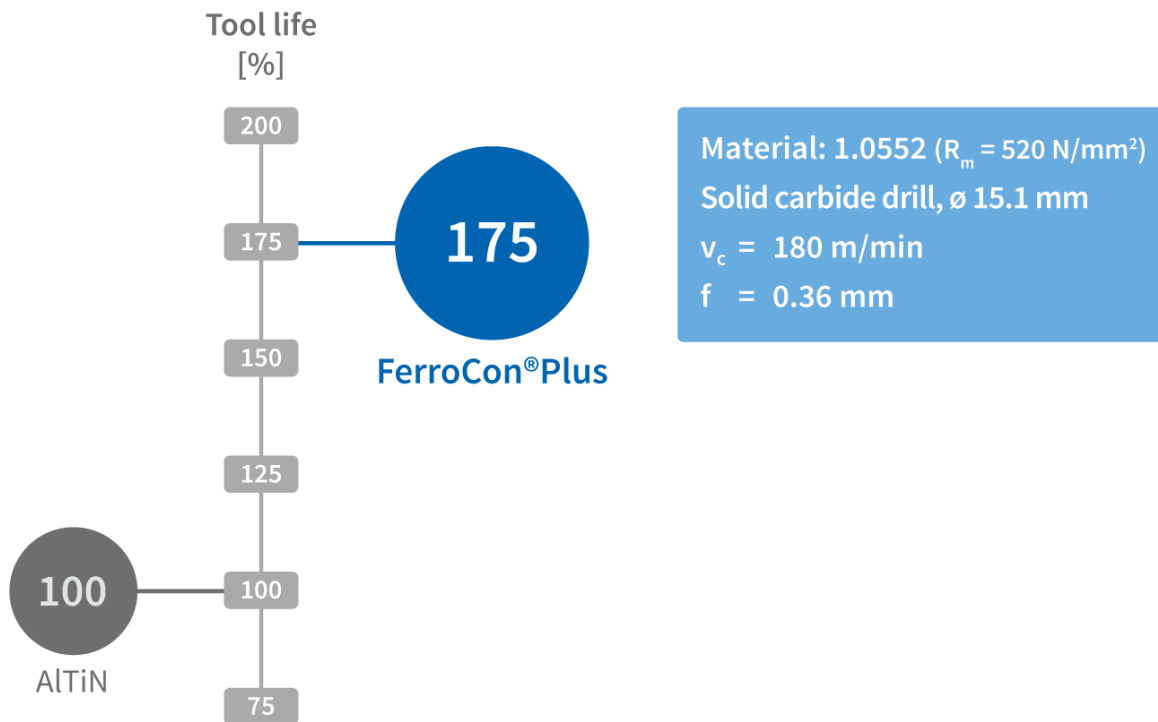 Tool life
[%]
200
175
150
125
100
75
175
FerroCon®Plus
100
AlTiN
Material: 1.0552 (Rₘ = 520 N/mm²)
Solid carbide drill, ø 15.1 mm
v꜀ = 180 m/min
f = 0.36 mm